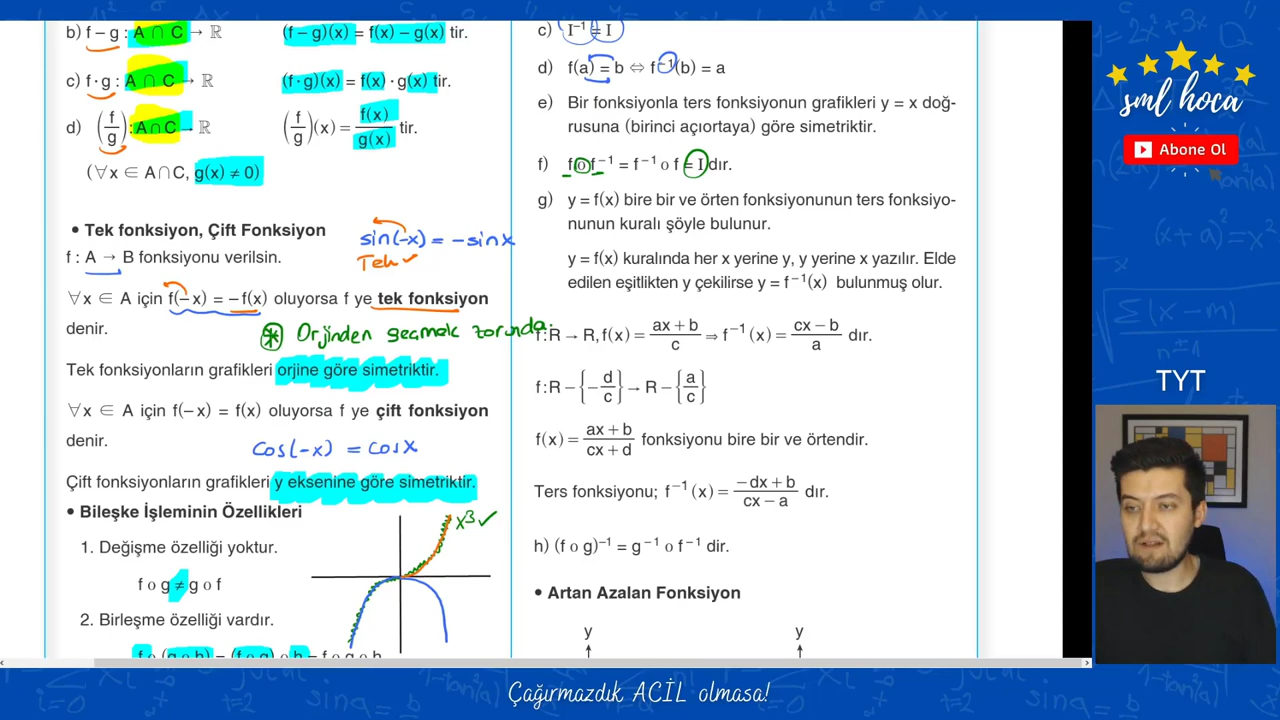 b) f – g : A ∩ C → ℝ (f – g)(x) = f(x) – g(x) tir.
c) f · g : A ∩ C → ℝ (f · g)(x) = f(x) · g(x) tir.
d) (f/g) : A ∩ C → ℝ (f/g)(x) = f(x)/g(x) tir.
(∀x ∈ A∩C, g(x) ≠ 0)
• Tek fonksiyon, Çift Fonksiyon
sin(-x) = -sinx
f : A → B fonksiyonu verilsin.
Tek ✓
∀x ∈ A için f(– x) = – f(x) oluyorsa f ye tek fonksiyon
denir.
* Orjinden geçmek zorunda.
Tek fonksiyonların grafikleri orjine göre simetriktir.
∀x ∈ A için f(– x) = f(x) oluyorsa f ye çift fonksiyon
denir.
cos(-x) = cosx
Çift fonksiyonların grafikleri y eksenine göre simetriktir.
• Bileşke İşleminin Özellikleri
x³ ✓
1. Değişme özelliği yoktur.
f o g ≠ g o f
2. Birleşme özelliği vardır.
f o (g o h) = (f o g) o h = f o g o h
c) I⁻¹ = I
d) f(a) = b ⇔ f⁻¹(b) = a
e) Bir fonksiyonla ters fonksiyonun grafikleri y = x doğ-
rusuna (birinci açıortaya) göre simetriktir.
f) f o f⁻¹ = f⁻¹ o f = I dır.
g) y = f(x) bire bir ve örten fonksiyonunun ters fonksiyo-
nunun kuralı şöyle bulunur.
y = f(x) kuralında her x yerine y, y yerine x yazılır. Elde
edilen eşitlikten y çekilirse y = f⁻¹(x) bulunmuş olur.
f : R → R, f(x) = (ax + b)/c ⇒ f⁻¹(x) = (cx – b)/a dır.
f : R – {–d/c} → R – {a/c}
f(x) = (ax + b)/(cx + d) fonksiyonu bire bir ve örtendir.
Ters fonksiyonu; f⁻¹(x) = (–dx + b)/(cx – a) dır.
h) (f o g)⁻¹ = g⁻¹ o f⁻¹ dir.
• Artan Azalan Fonksiyon
y y
sml hoca
Abone Ol
TYT
Çağırmazdık ACİL olmasa!